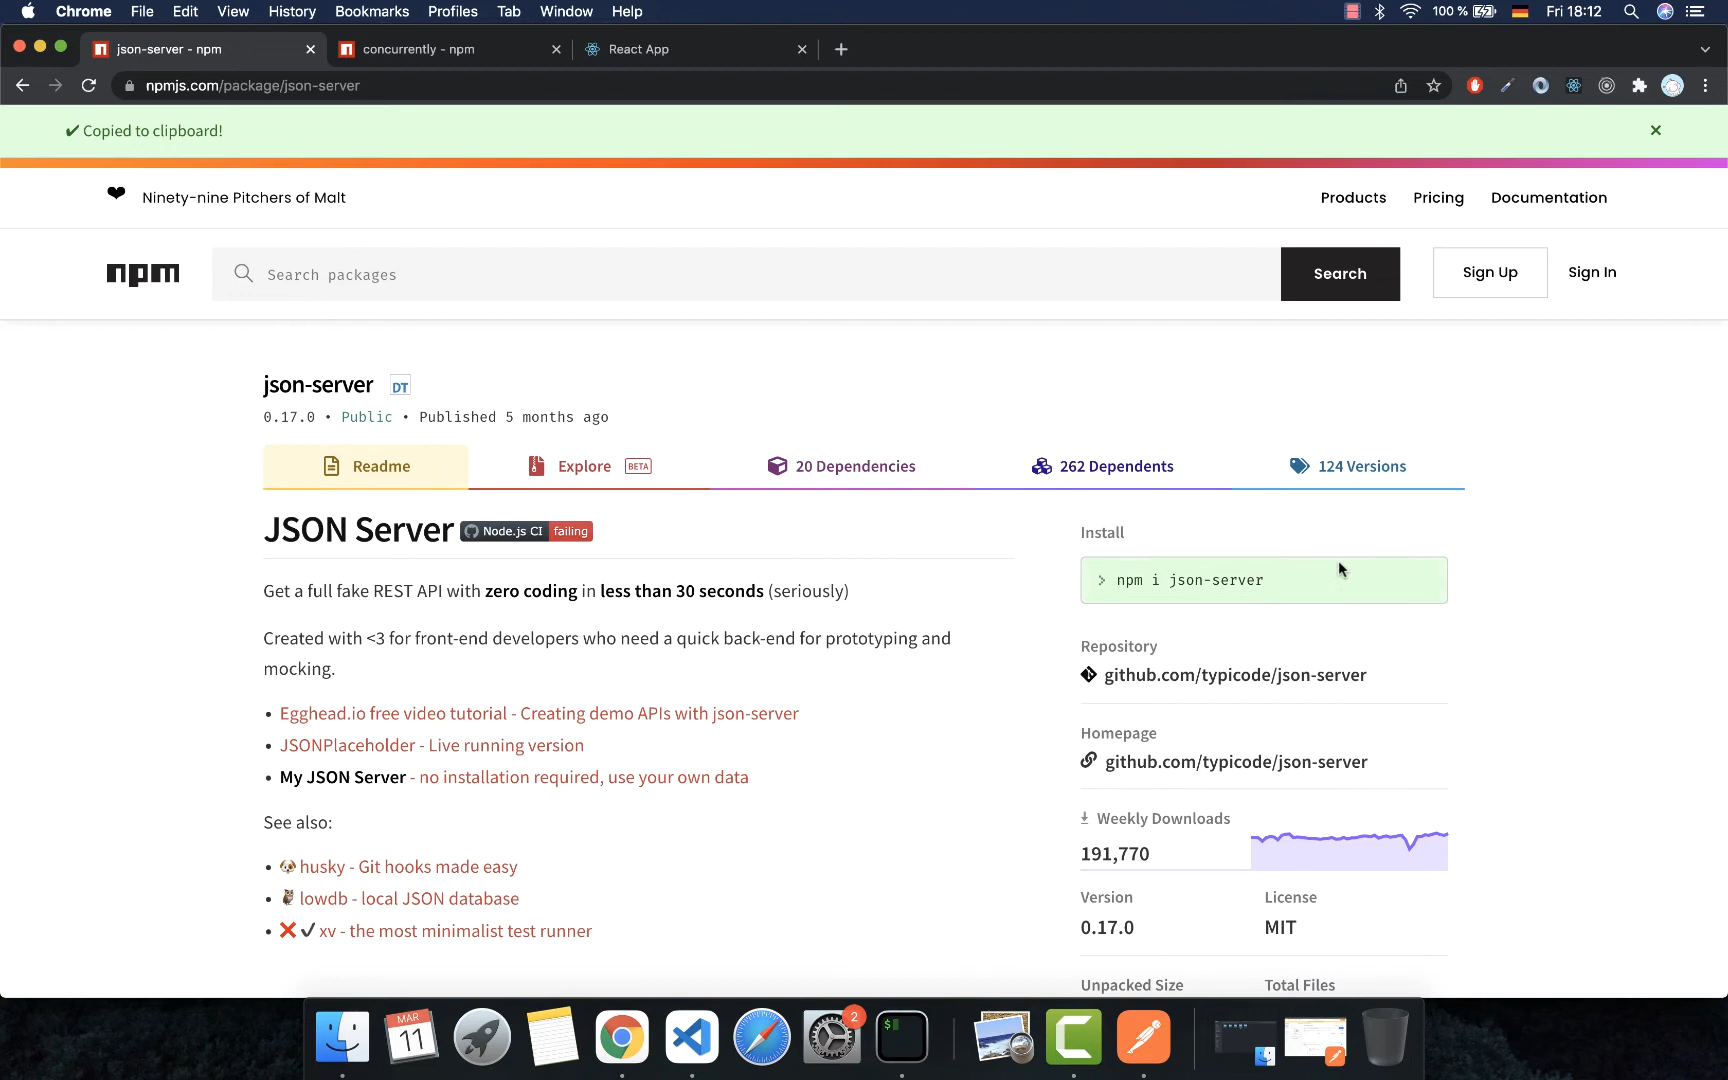 Chrome File Edit View History Bookmarks Profiles Tab Window Help 100 % Fri 18:12
json-server - npm concurrently - npm React App
npmjs.com/package/json-server
✔ Copied to clipboard! ×
❤ Ninety-nine Pitchers of Malt Products Pricing Documentation
npm Search packages Search Sign Up Sign In
json-server DT
0.17.0 • Public • Published 5 months ago
Readme Explore BETA 20 Dependencies 262 Dependents 124 Versions
JSON Server Node.js CI failing
Install
> npm i json-server
Get a full fake REST API with zero coding in less than 30 seconds (seriously)
Created with <3 for front-end developers who need a quick back-end for prototyping and
mocking.
Repository
github.com/typicode/json-server
• Egghead.io free video tutorial - Creating demo APIs with json-server
• JSONPlaceholder - Live running version
• My JSON Server - no installation required, use your own data
Homepage
github.com/typicode/json-server
See also:
• 🐶 husky - Git hooks made easy
• 🦉 lowdb - local JSON database
• ❌ ✔ xv - the most minimalist test runner
Weekly Downloads
191,770
Version License
0.17.0 MIT
Unpacked Size Total Files
MAR
11
2
$